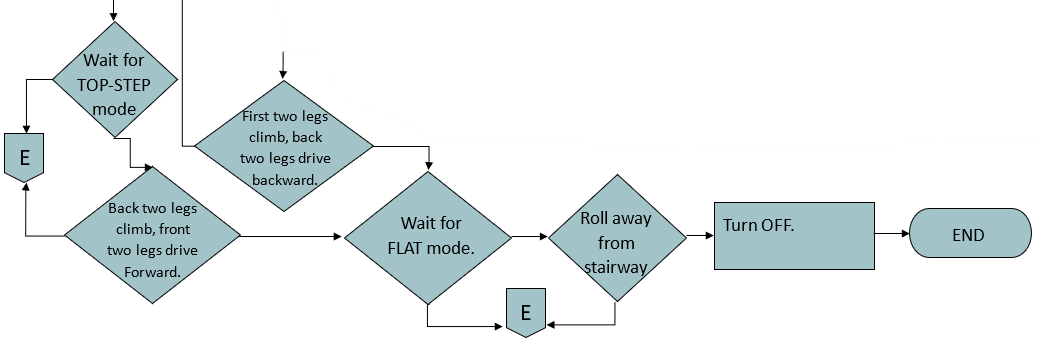 Wait for
TOP-STEP
mode
E
First two legs
climb, back
two legs drive
backward.
Back two legs
climb, front
two legs drive
Forward.
Wait for
FLAT mode.
Roll away
from
stairway
E
Turn OFF.
END